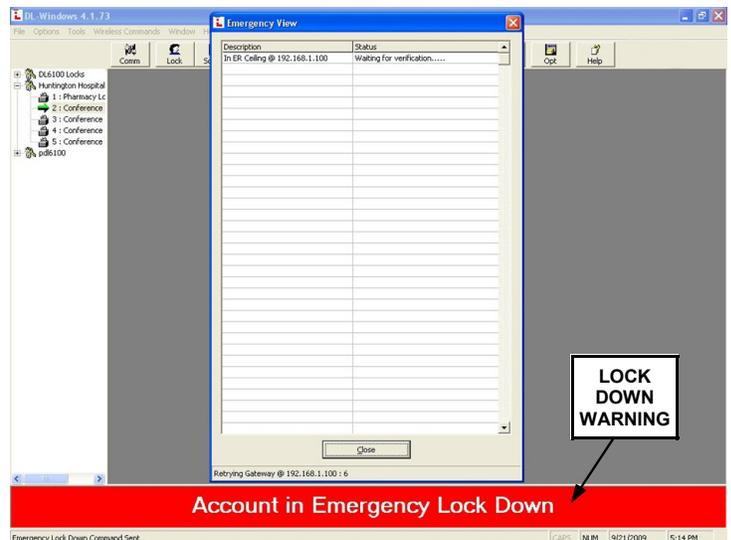 DL-Windows 4.1.73
File Options Tools Wireless Commands Window
Emergency View
Comm Lock Opt Help
Description Status
In ER Ceiling @ 192.168.1.100 Waiting for verification.....
DL6100 Locks
Huntington Hospital
1 : Pharmacy Lc
2 : Conference
3 : Conference
4 : Conference
5 : Conference
pdl6100
LOCK
DOWN
WARNING
Close
Retrying Gateway @ 192.168.1.100 : 6
Account in Emergency Lock Down
Emergency Lock Down Command Sent CAPS NUM 9/21/2009 5:14 PM